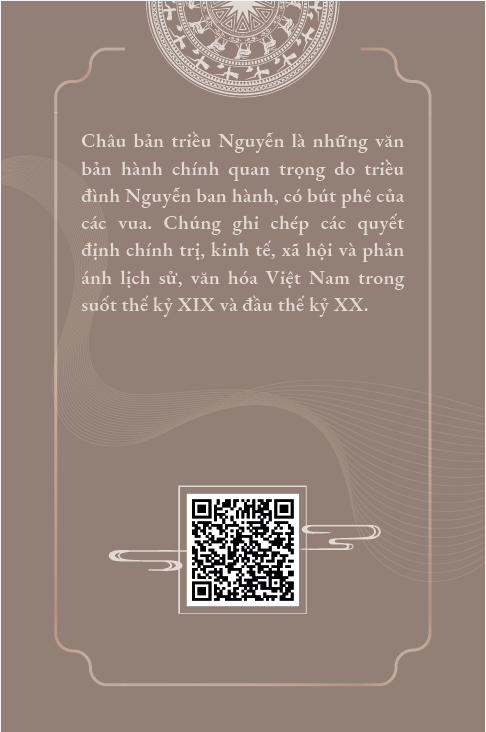 Châu bản triều Nguyễn là những văn
bản hành chính quan trọng do triều
đình Nguyễn ban hành, có bút phê của
các vua. Chúng ghi chép các quyết
định chính trị, kinh tế, xã hội và phản
ánh lịch sử, văn hóa Việt Nam trong
suốt thế kỷ XIX và đầu thế kỷ XX.